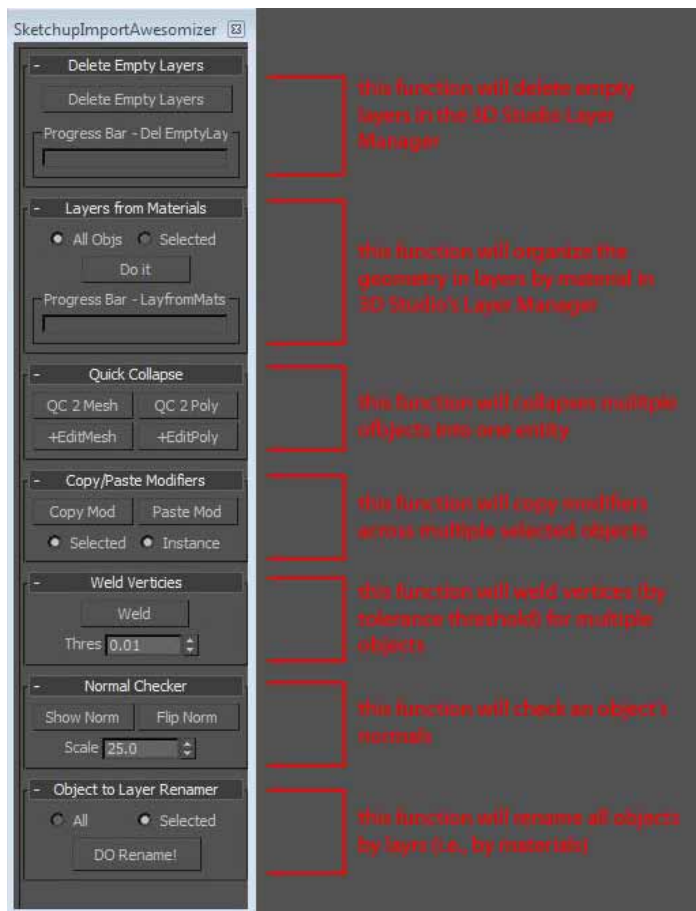 SketchupImportAwesomizer
- Delete Empty Layers
Delete Empty Layers
Progress Bar - Del EmptyLay
this function will delete empty
layers in the 3D Studio Layer
Manager
- Layers from Materials
All Objs Selected
Do it
Progress Bar - LayfromMats
this function will organize the
geometry in layers by material in
3D Studio's Layer Manager
- Quick Collapse
QC 2 Mesh QC 2 Poly
+EditMesh +EditPoly
this function will collapses
into one entity
- Copy/Paste Modifiers
Copy Mod Paste Mod
Selected Instance
this function will copy modifiers
across multiple selected objects
- Weld Verticies
Weld
Thres 0.01
this function will weld vertices (by
tolerance threshold) for multiple
objects
- Normal Checker
Show Norm Flip Norm
Scale 25.0
this function will check an object's
normals
- Object to Layer Renamer
All Selected
DO Rename!
this function will rename all objects
by layrs (i.e., by materials)